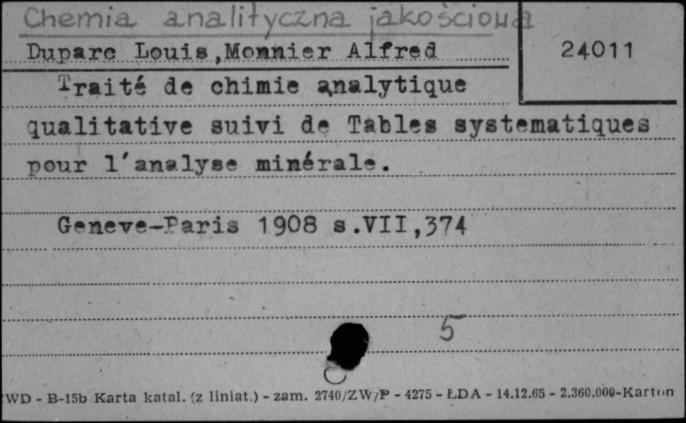 Chemia analityczna jakościowa
Duparc Louis,Monnier Alfred
24011
Traité de chimie analytique
qualitative suivi de Tables systematiques
pour l'analyse minérale.
Geneve-Paris 1908 s.VII,374
5
WD - B-15b Karta katal. (z liniat.) - zam. 2740/ZW/P - 4275 - ŁDA - 14.12.65 - 2.360.000-Karton